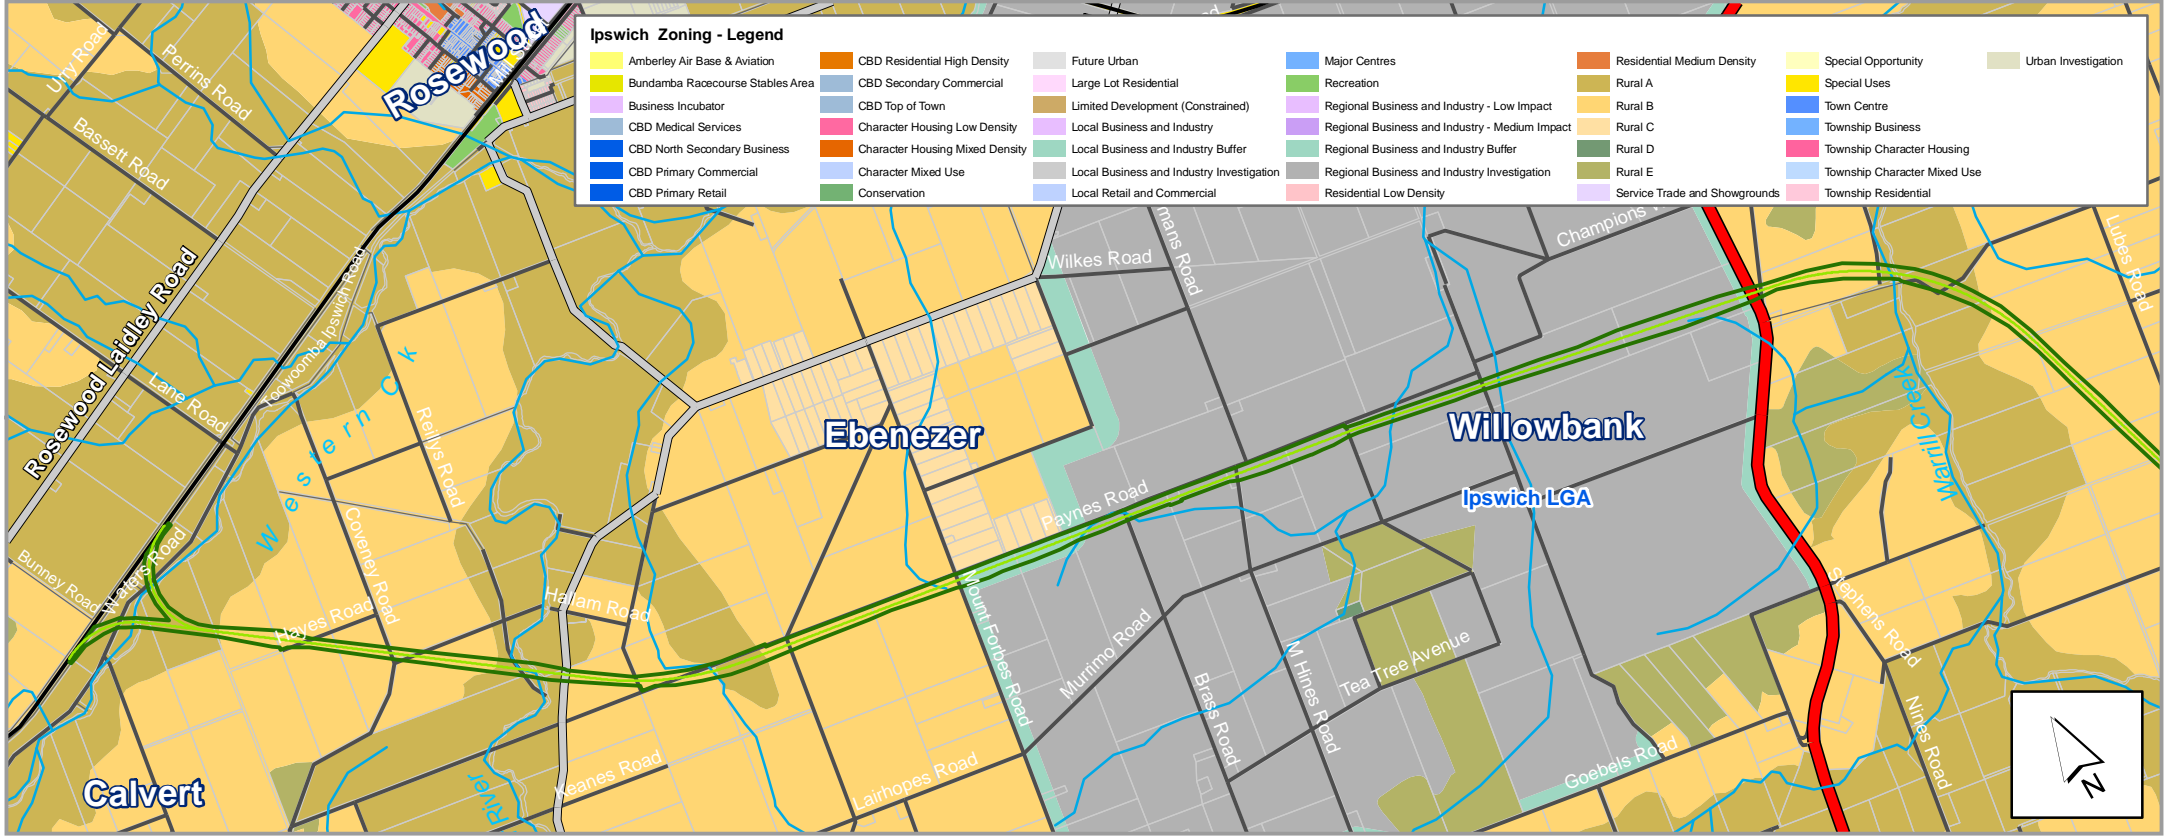 Ipswich Zoning - Legend
Amberley Air Base & Aviation
Bundamba Racecourse Stables Area
Business Incubator
CBD Medical Services
CBD North Secondary Business
CBD Primary Commercial
CBD Primary Retail
CBD Residential High Density
CBD Secondary Commercial
CBD Top of Town
Character Housing Low Density
Character Housing Mixed Density
Character Mixed Use
Conservation
Future Urban
Large Lot Residential
Limited Development (Constrained)
Local Business and Industry
Local Business and Industry Buffer
Local Business and Industry Investigation
Local Retail and Commercial
Major Centres
Recreation
Regional Business and Industry - Low Impact
Regional Business and Industry - Medium Impact
Regional Business and Industry Buffer
Regional Business and Industry Investigation
Residential Low Density
Residential Medium Density
Rural A
Rural B
Rural C
Rural D
Rural E
Service Trade and Showgrounds
Special Opportunity
Special Uses
Town Centre
Township Business
Township Character Housing
Township Character Mixed Use
Township Residential
Urban Investigation
Rosewood
Urry Road
Perrins Road
Bassett Road
Rosewood Laidley Road
Toowoomba Ipswich Road
Lane Road
Western Ck
Reillys Road
Coveney Road
Waters Road
Bunney Road
Hayes Road
Hallam Road
Calvert
River
Keanes Road
Lairhopes Road
Ebenezer
Wilkes Road
mans Road
Champions
Paynes Road
Mount Forbes Road
Murrimo Road
Brass Road
M Hines Road
Tea Tree Avenue
Willowbank
Ipswich LGA
Goebels Road
Stephens Road
Nines Road
Warrill Creek
Lubes Road
N